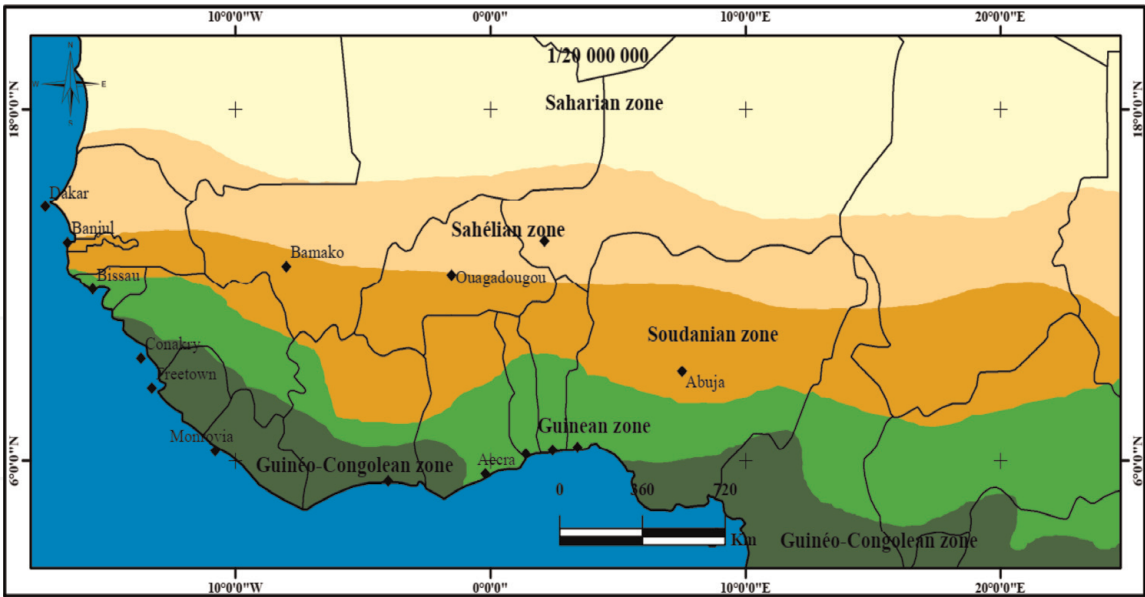 10°0'0"W 0°0'0" 10°0'0"E 20°0'0"E
N
W E
S
1/20 000 000
Saharian zone
18°0'0"N 18°0'0"N
Dakar
Banjul
Sahélian zone
Bamako
Ouagadougou
Bissau
Soudanian zone
Conakry
Freetown
Abuja
Guinean zone
Monrovia
Guinéo-Congolean zone
Accra
6°0'0"N 6°0'0"N
0 360 720
Km
Guinéo-Congolean zone
10°0'0"W 0°0'0" 10°0'0"E 20°0'0"E